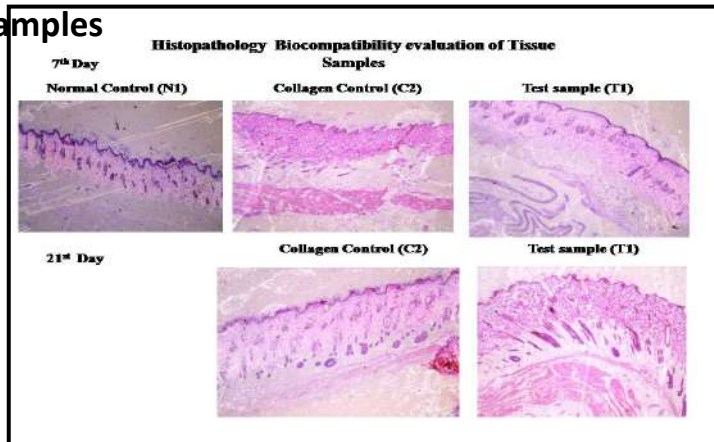 amples
Histopathology Biocompatibility evaluation of Tissue
Samples
7th Day
Normal Control (N1)
Collagen Control (C2)
Test sample (T1)
21st Day
Collagen Control (C2)
Test sample (T1)